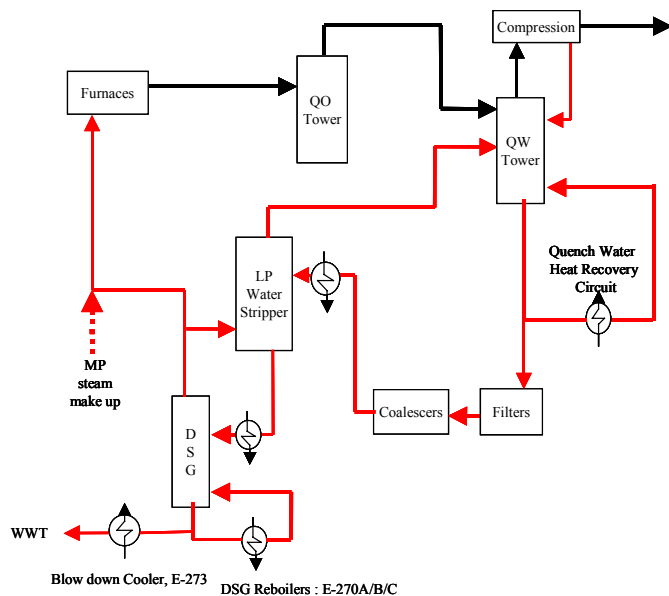 Compression
Furnaces
QO
Tower
QW
Tower
Quench Water
Heat Recovery
Circuit
LP
Water
Stripper
MP
steam
make up
D
S
G
Coalescers
Filters
WWT
Blow down Cooler, E-273
DSG Reboilers : E-270A/B/C